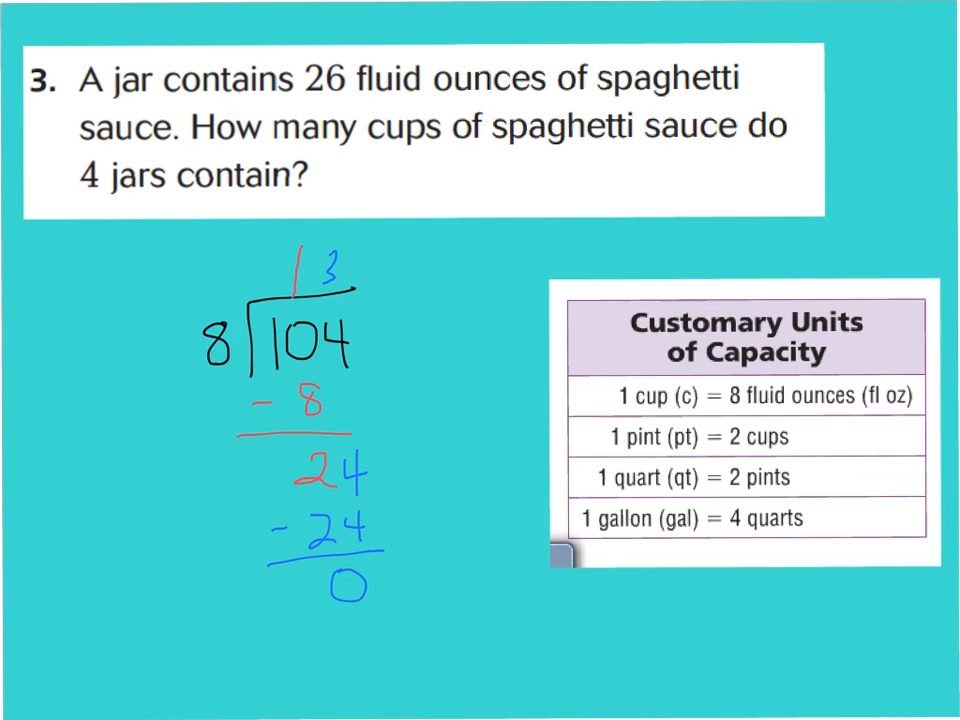 3. A jar contains 26 fluid ounces of spaghetti
sauce. How many cups of spaghetti sauce do
4 jars contain?
13
8 104
- 8
24
- 24
0
Customary Units
of Capacity
1 cup (c) = 8 fluid ounces (fl oz)
1 pint (pt) = 2 cups
1 quart (qt) = 2 pints
1 gallon (gal) = 4 quarts